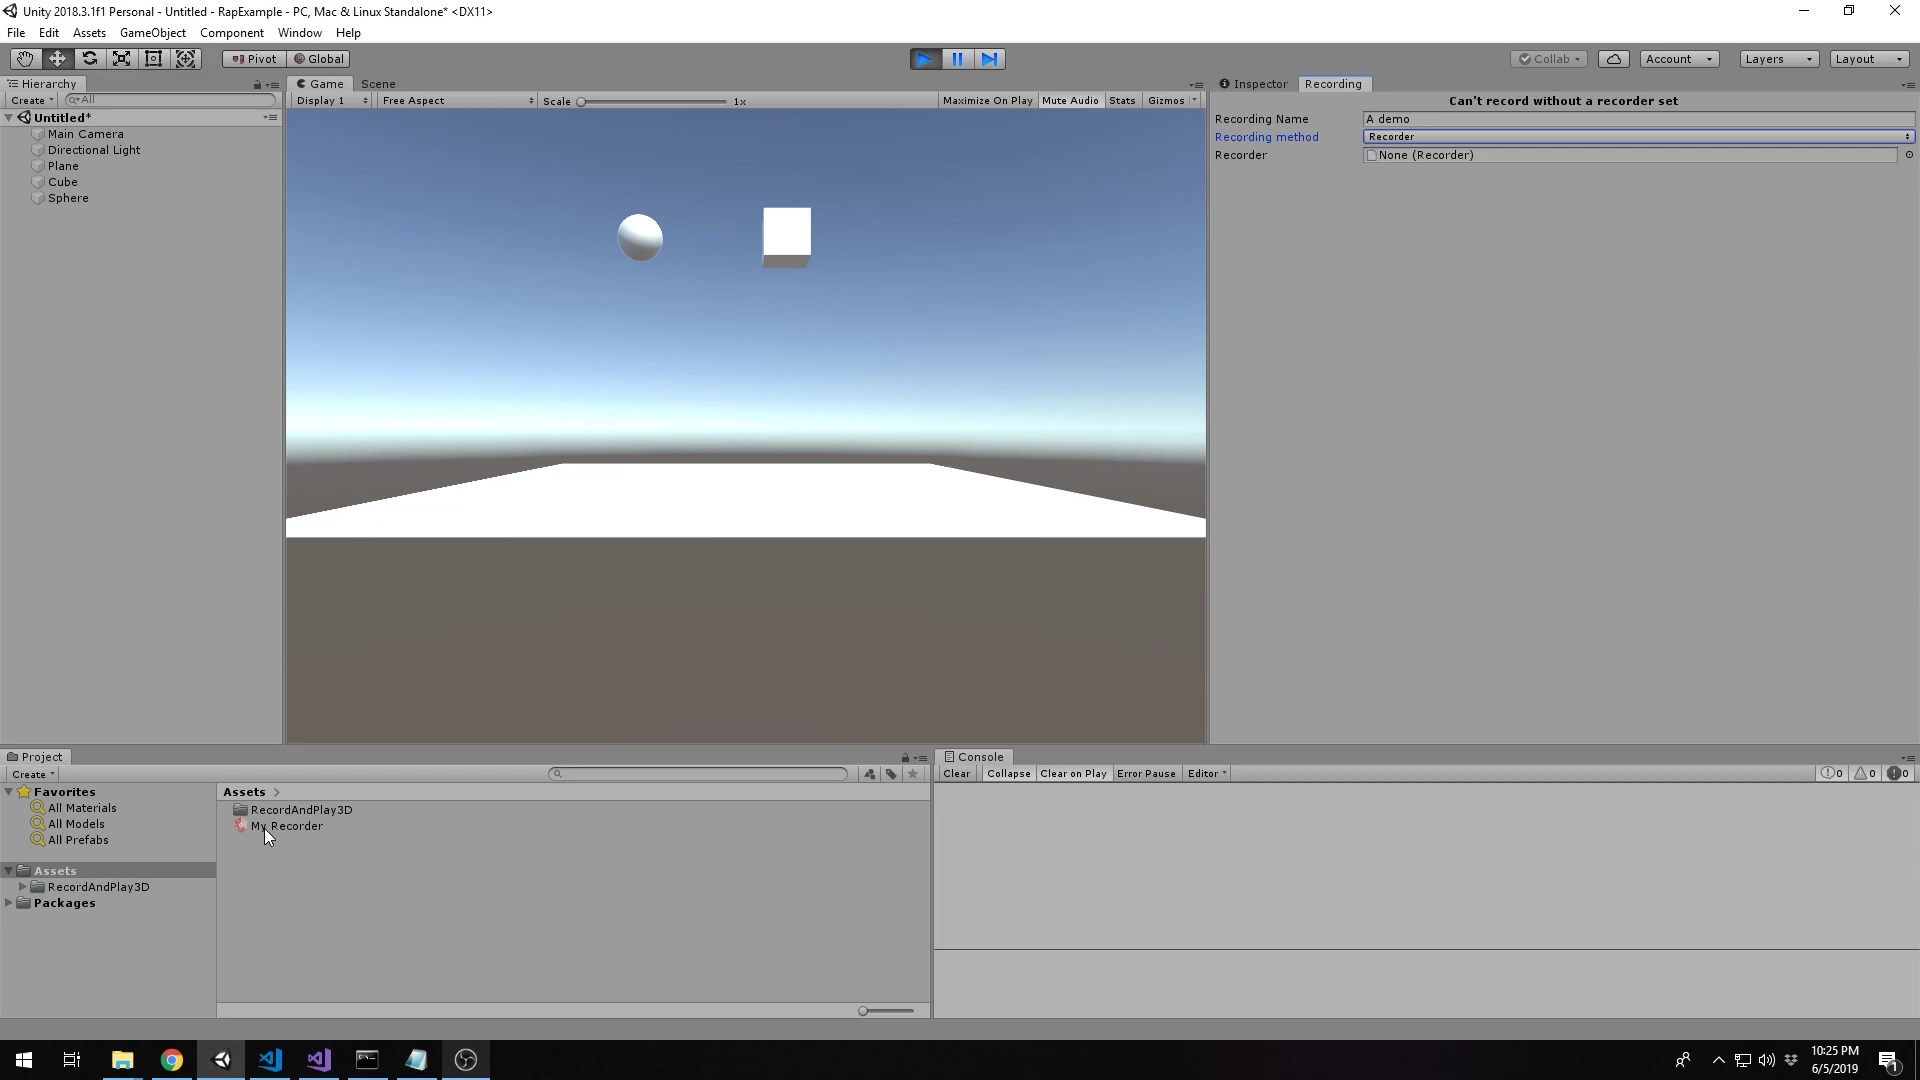 Unity 2018.3.1f1 Personal - Untitled - RapExample - PC, Mac & Linux Standalone* <DX11>
File Edit Assets GameObject Component Window Help
Pivot Global Collab Account Layers Layout
Hierarchy Game Scene Inspector Recording
Create All Display 1 Free Aspect Scale 1x Maximize On Play Mute Audio Stats Gizmos Can't record without a recorder set
Untitled*
Main Camera
Directional Light
Plane
Cube
Sphere
Recording Name A demo
Recording method Recorder
Recorder None (Recorder)
Project
Create
Favorites
All Materials
All Models
All Prefabs
Assets
RecordAndPlay3D
Packages
Assets
RecordAndPlay3D
My Recorder
Console
Clear Collapse Clear on Play Error Pause Editor 0 0 0
10:25 PM
6/5/2019
1